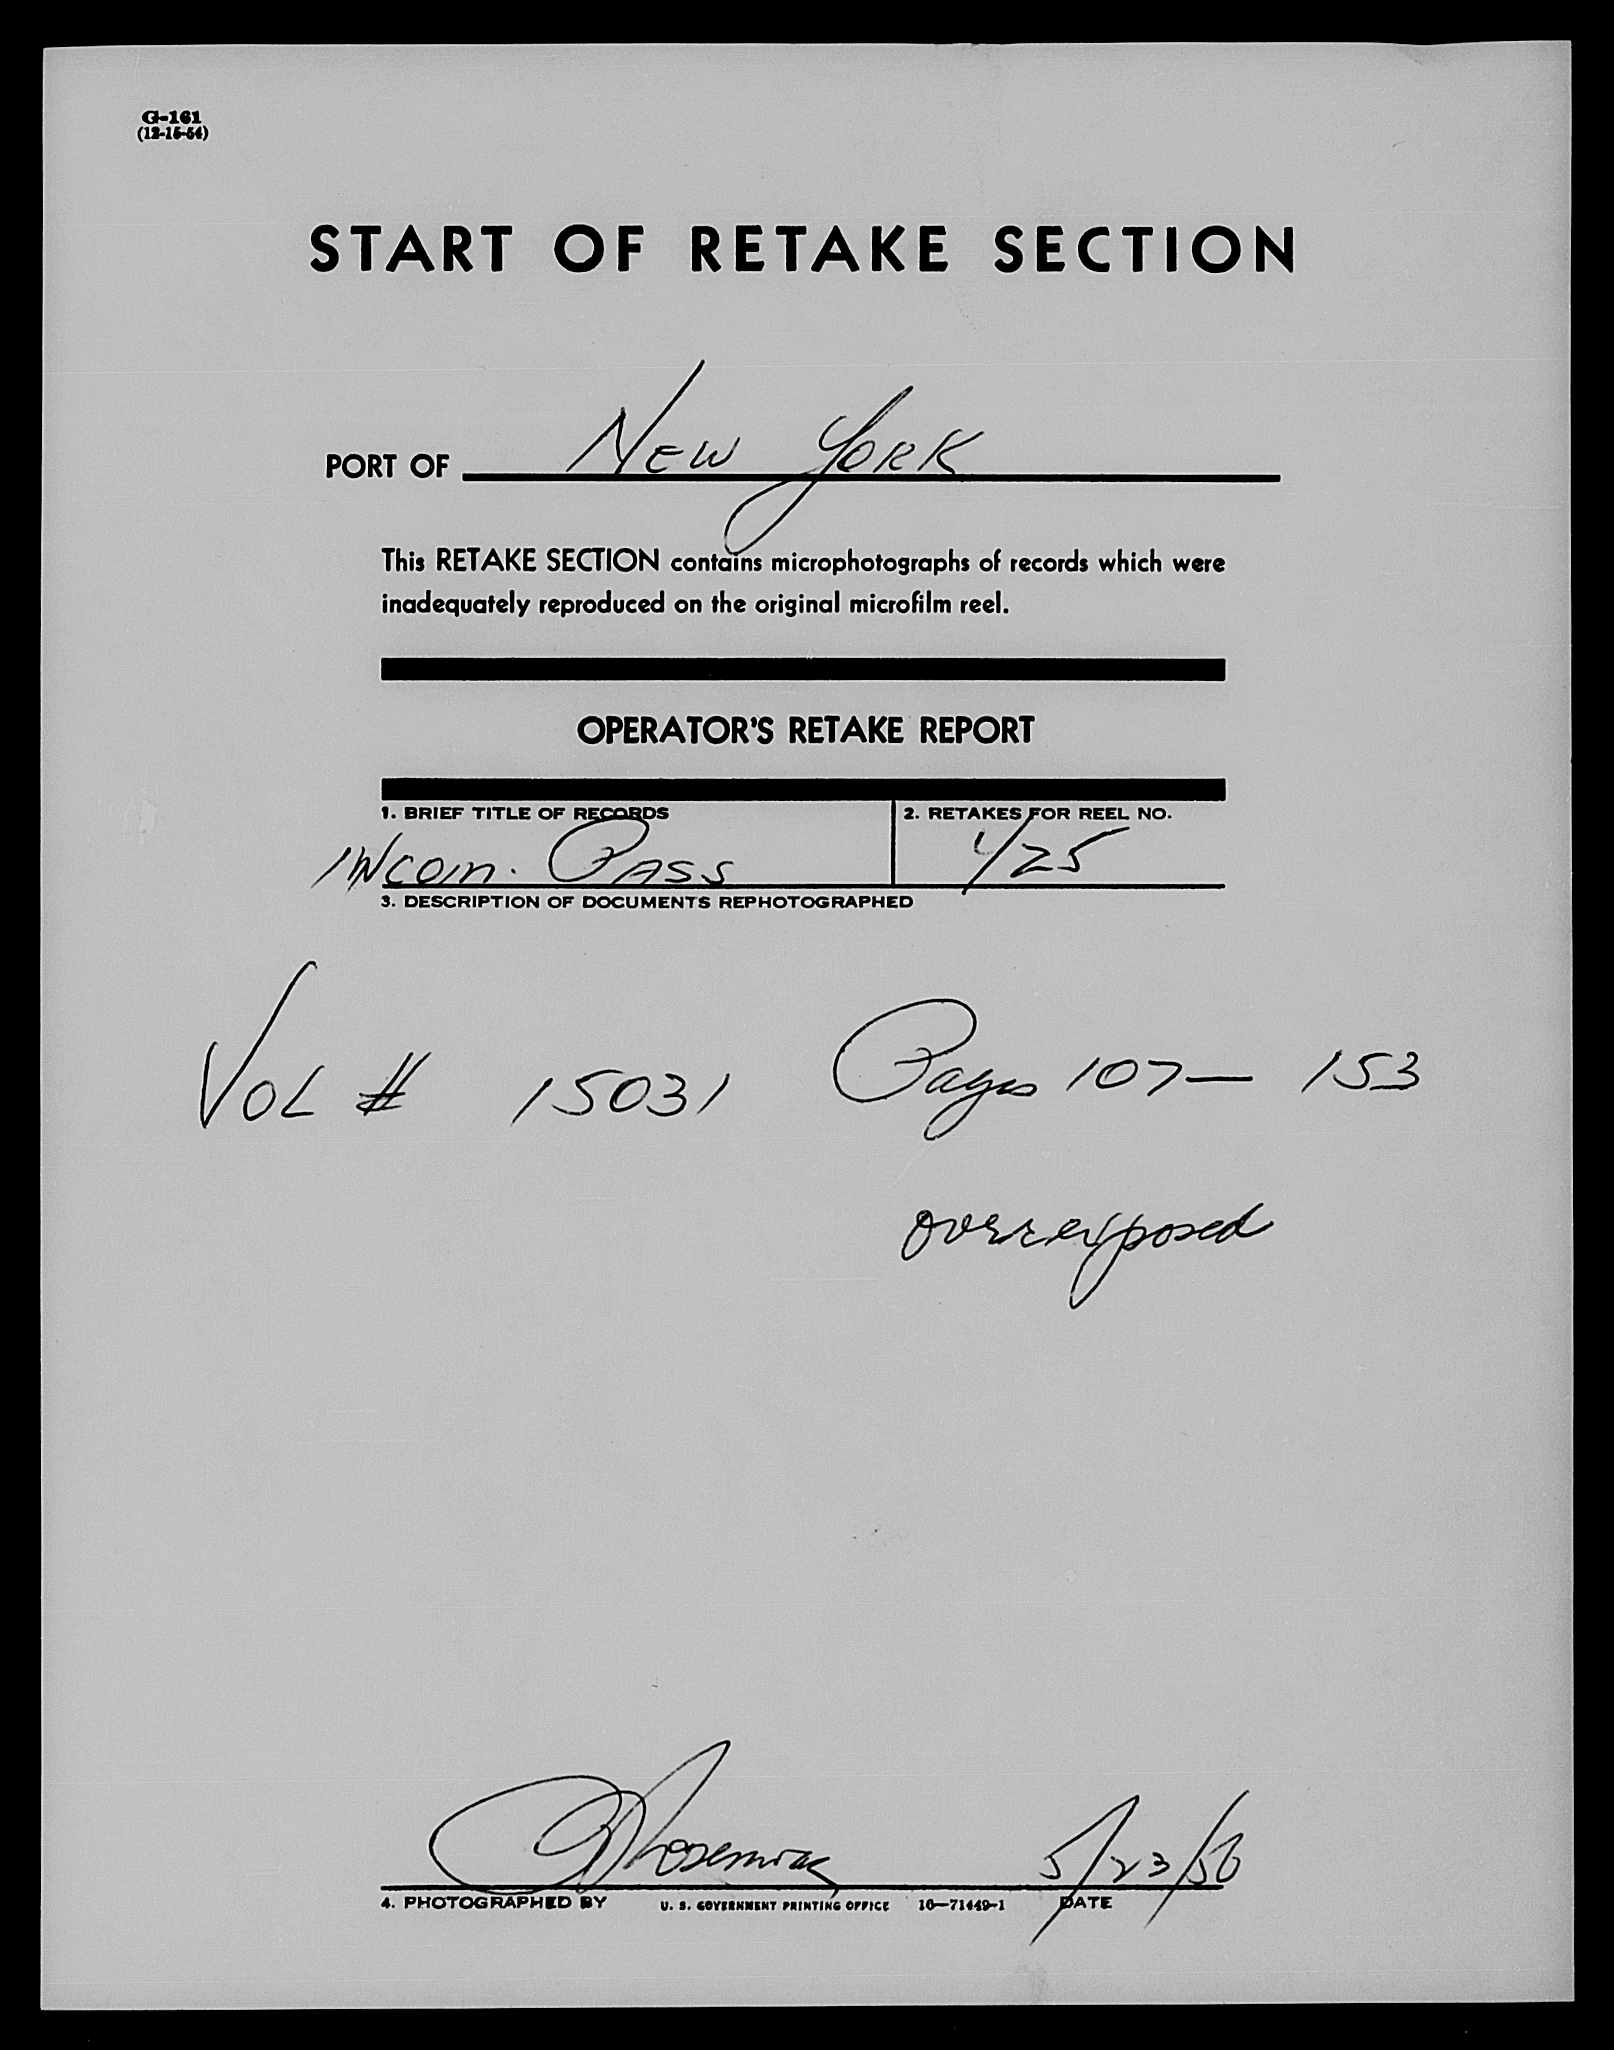 G-161
(12-15-54)
START OF RETAKE SECTION
PORT OF NEW YORK
This RETAKE SECTION contains microphotographs of records which were
inadequately reproduced on the original microfilm reel.
OPERATOR'S RETAKE REPORT
1. BRIEF TITLE OF RECORDS
INCOM. PASS
2. RETAKES FOR REEL NO.
425
3. DESCRIPTION OF DOCUMENTS REPHOTOGRAPHED
VOL # 15031 Pages 107 — 153
overexposed
5/23/56
4. PHOTOGRAPHED BY U. S. GOVERNMENT PRINTING OFFICE 16—71449-1 DATE